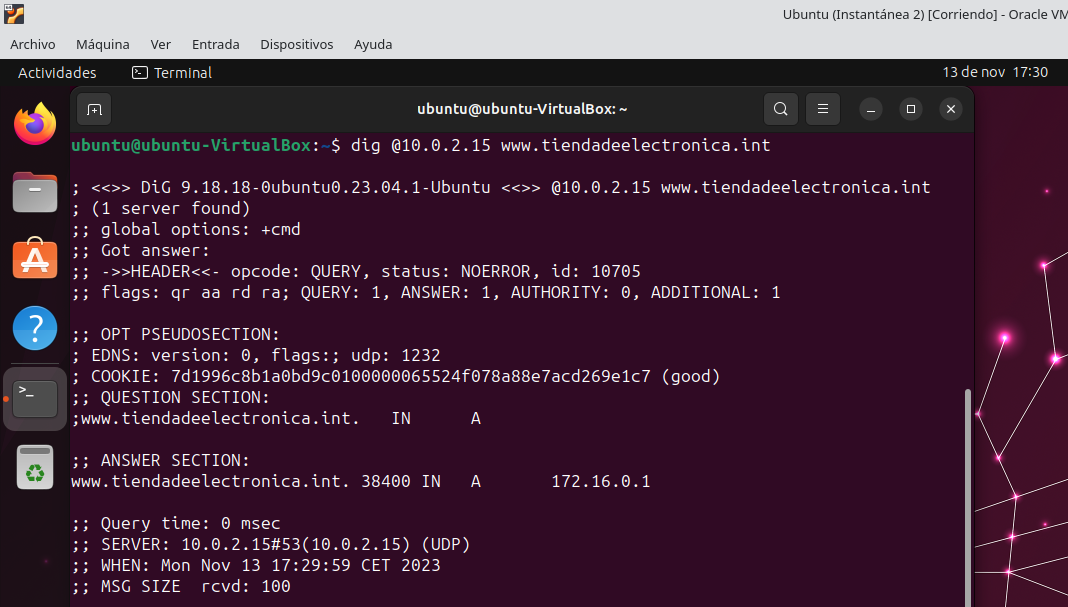 Ubuntu (Instantánea 2) [Corriendo] - Oracle VM
Archivo Máquina Ver Entrada Dispositivos Ayuda
Actividades Terminal 13 de nov 17:30
ubuntu@ubuntu-VirtualBox: ~
ubuntu@ubuntu-VirtualBox:~$ dig @10.0.2.15 www.tiendadeelectronica.int
; <<>> DiG 9.18.18-0ubuntu0.23.04.1-Ubuntu <<>> @10.0.2.15 www.tiendadeelectronica.int
; (1 server found)
;; global options: +cmd
;; Got answer:
;; ->>HEADER<<- opcode: QUERY, status: NOERROR, id: 10705
;; flags: qr aa rd ra; QUERY: 1, ANSWER: 1, AUTHORITY: 0, ADDITIONAL: 1
;; OPT PSEUDOSECTION:
; EDNS: version: 0, flags:; udp: 1232
; COOKIE: 7d1996c8b1a0bd9c0100000065524f078a88e7acd269e1c7 (good)
;; QUESTION SECTION:
;www.tiendadeelectronica.int. IN A
;; ANSWER SECTION:
www.tiendadeelectronica.int. 38400 IN A 172.16.0.1
;; Query time: 0 msec
;; SERVER: 10.0.2.15#53(10.0.2.15) (UDP)
;; WHEN: Mon Nov 13 17:29:59 CET 2023
;; MSG SIZE rcvd: 100